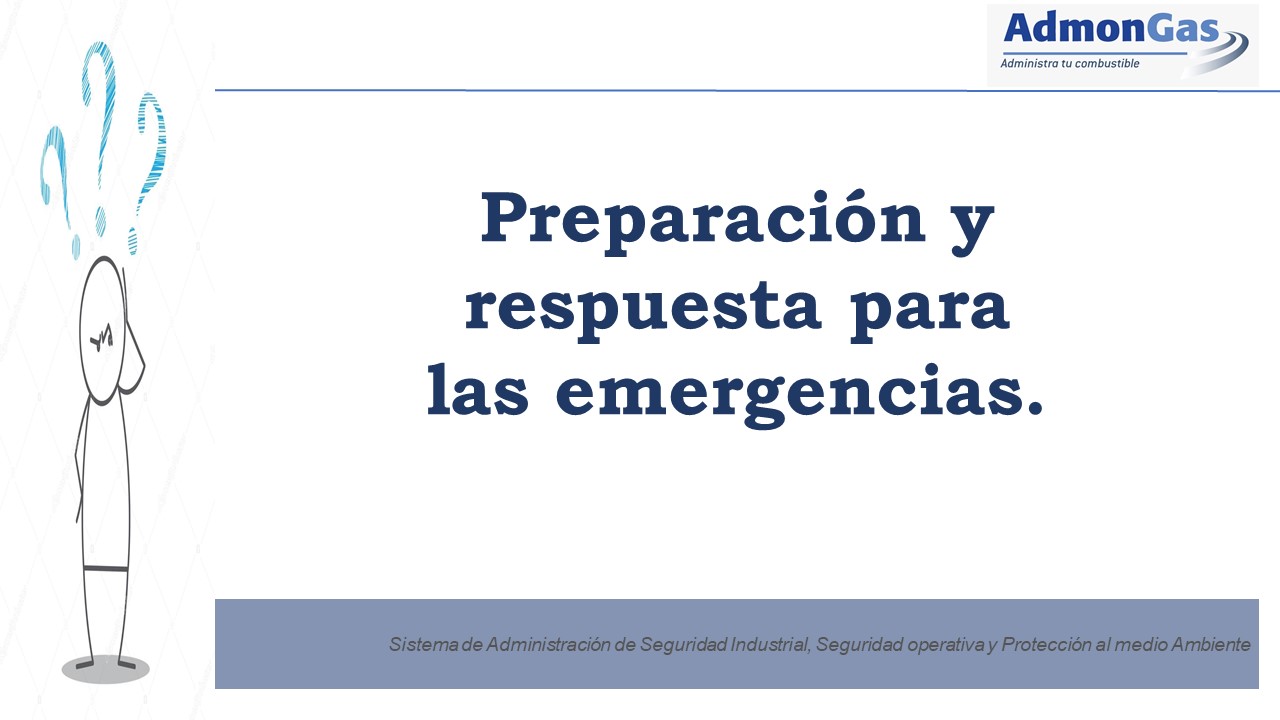 AdmonGas
Administra tu combustible
Preparación y
respuesta para
las emergencias.
Sistema de Administración de Seguridad Industrial, Seguridad operativa y Protección al medio Ambiente